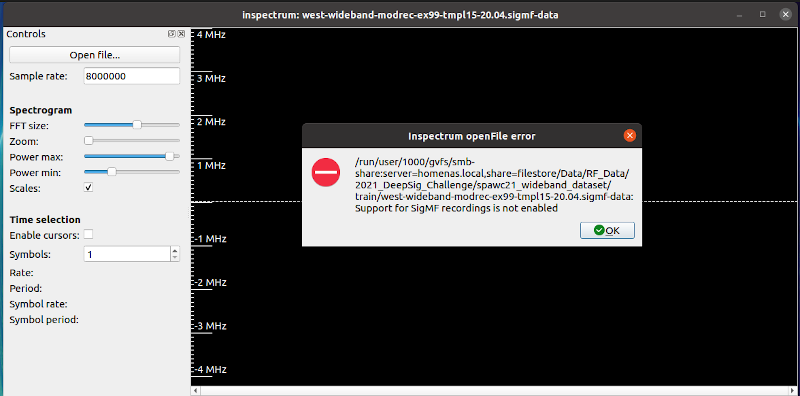 inspectrum: west-wideband-modrec-ex99-tmpl15-20.04.sigmf-data
Controls
Open file...
Sample rate: 8000000
Spectrogram
FFT size:
Zoom:
Power max:
Power min:
Scales:
Time selection
Enable cursors:
Symbols: 1
Rate:
Period:
Symbol rate:
Symbol period:
4 MHz
3 MHz
2 MHz
1 MHz
-1 MHz
-2 MHz
-3 MHz
-4 MHz
Inspectrum openFile error
/run/user/1000/gvfs/smb-
share:server=homenas.local,share=filestore/Data/RF_Data/
2021_DeepSig_Challenge/spawc21_wideband_dataset/
train/west-wideband-modrec-ex99-tmpl15-20.04.sigmf-data:
Support for SigMF recordings is not enabled
OK